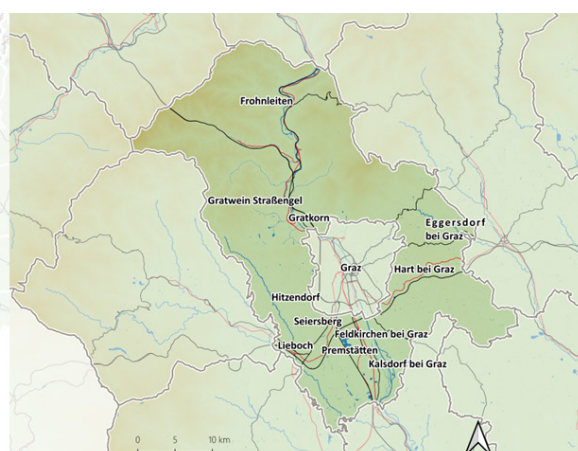 Frohnleiten
Gratwein Straßengel
Gratkorn
Eggersdorf
bei Graz
Graz
Hart bei Graz
Hitzendorf
Seiersberg
Feldkirchen bei Graz
Lieboch
Premstätten
Kalsdorf bei Graz
0 5 10 km